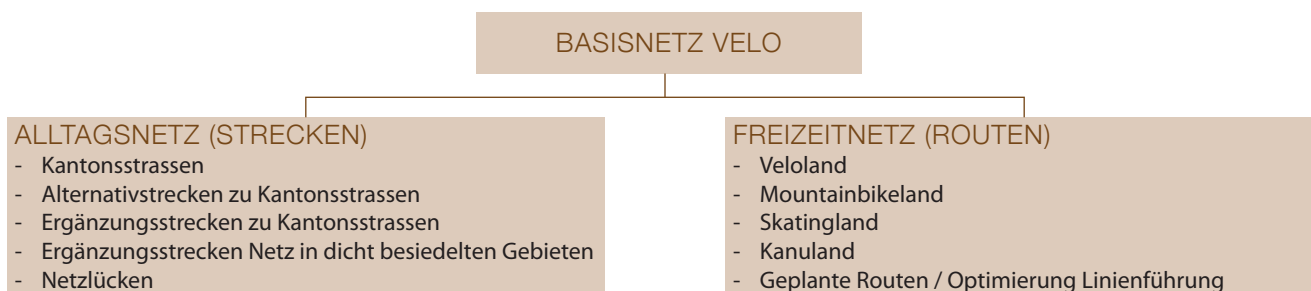 BASISNETZ VELO
ALLTAGSNETZ (STRECKEN)
- Kantonsstrassen
- Alternativstrecken zu Kantonsstrassen
- Ergänzungsstrecken zu Kantonsstrassen
- Ergänzungsstrecken Netz in dicht besiedelten Gebieten
- Netzlücken
FREIZEITNETZ (ROUTEN)
- Veloland
- Mountainbikeland
- Skatingland
- Kanuland
- Geplante Routen / Optimierung Linienführung